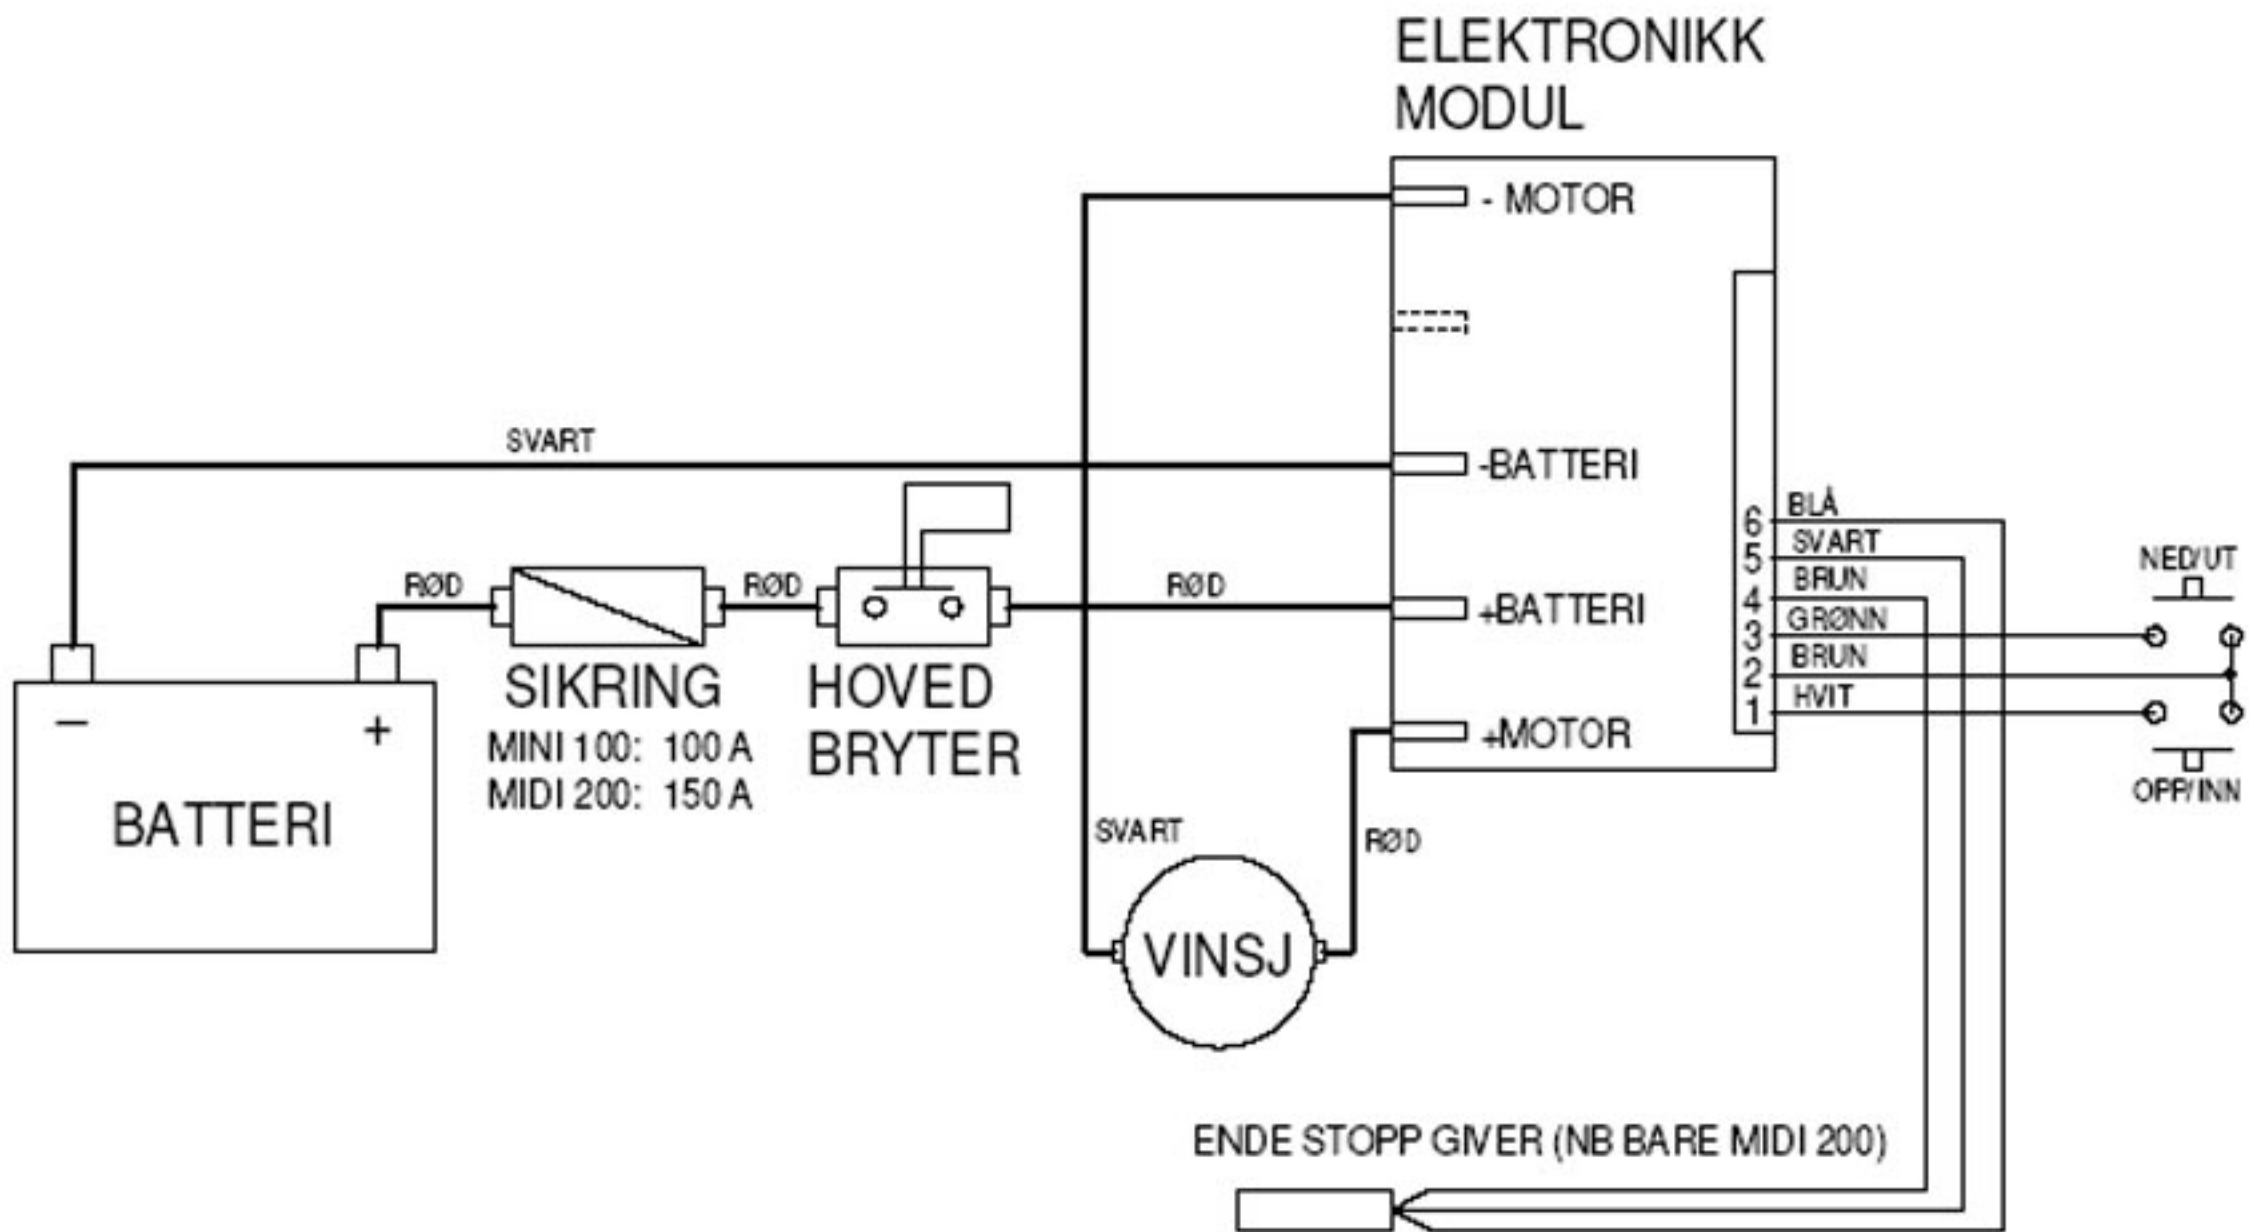 ELEKTRONIKK
MODUL
- MOTOR
SVART
-BATTERI
RØD
RØD
RØD
+BATTERI
SIKRING
MINI 100: 100 A
MIDI 200: 150 A
HOVED
BRYTER
+MOTOR
–
+
BATTERI
SVART
RØD
VINSJ
6 BLÅ
5 SVART
4 BRUN
3 GRØNN
2 BRUN
1 HVIT
NED/UT
OPP/INN
ENDE STOPP GIVER (NB BARE MIDI 200)